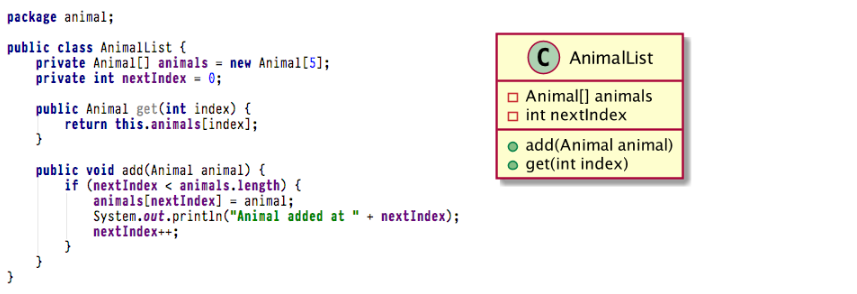 package animal;
public class AnimalList {
    private Animal[] animals = new Animal[5];
    private int nextIndex = 0;
    public Animal get(int index) {
        return this.animals[index];
    }
    public void add(Animal animal) {
        if (nextIndex < animals.length) {
            animals[nextIndex] = animal;
            System.out.println("Animal added at " + nextIndex);
            nextIndex++;
        }
    }
}
C AnimalList
Animal[] animals
int nextIndex
add(Animal animal)
get(int index)